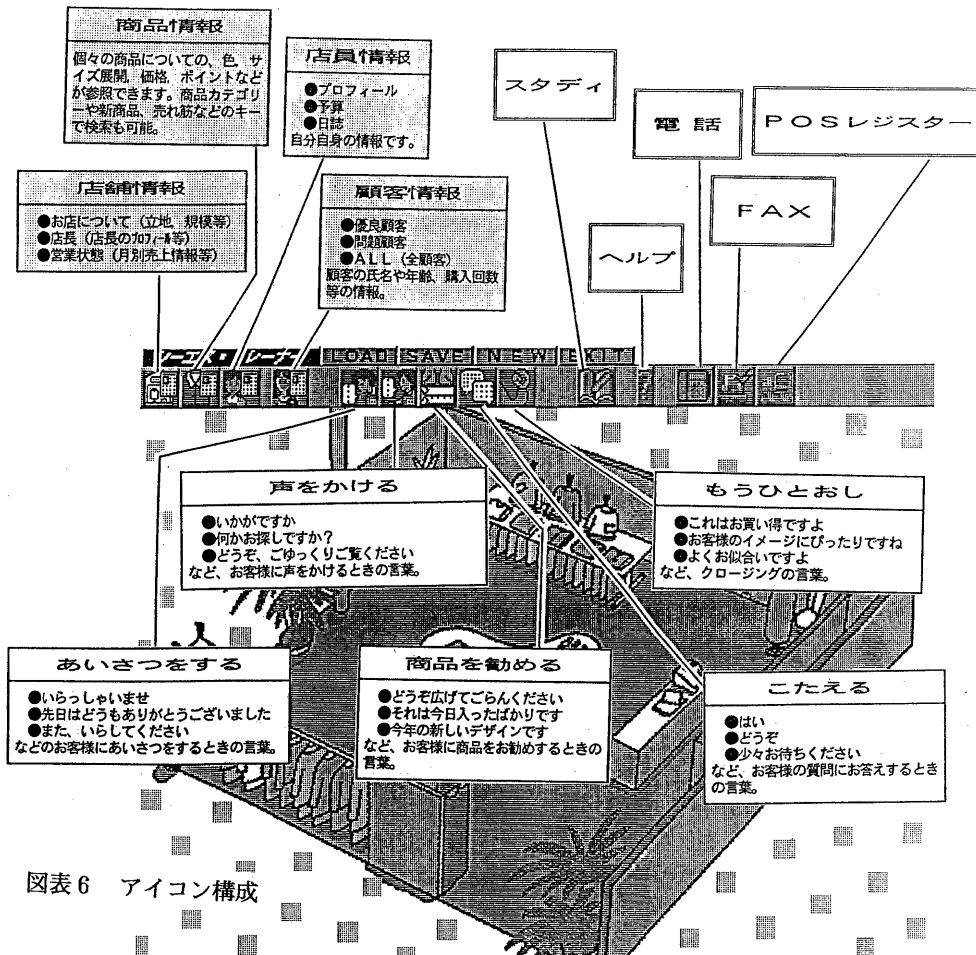 商品情報
個々の商品についての、色、サ
イズ展開、価格、ポイントなど
が参照できます。商品カテゴリ
ーや新商品、売れ筋などのキー
で検索も可能。
店員情報
●プロフィール
●予算
●日誌
自分自身の情報です。
スタディ
電話
POSレジスター
店舗情報
●お店について（立地、規模等）
●店長（店長のプロフィール等）
●営業状態（月別売上情報等）
顧客情報
●優良顧客
●問題顧客
●ALL（全顧客）
顧客の氏名や年齢、購入回数
等の情報。
ヘルプ
FAX
LOAD SAVE NEW EXIT
声をかける
●いかがですか
●何かお探しですか？
●どうぞ、ごゆっくりご覧ください
など、お客様に声をかけるときの言葉。
もうひとおし
●これはお買い得ですよ
●お客様のイメージにぴったりですね
●よくお似合いですよ
など、クロージングの言葉。
あいさつをする
●いらっしゃいませ
●先日はどうもありがとうございました
●また、いらしてください
などのお客様にあいさつをするときの言葉。
商品を勧める
●どうぞ広げてごらんください
●それは今日入ったばかりです
●今年の新しいデザインです
など、お客様に商品をお勧めするときの
言葉。
こたえる
●はい
●どうぞ
●少々お待ちください
など、お客様の質問にお答えするとき
の言葉。
図表6 アイコン構成